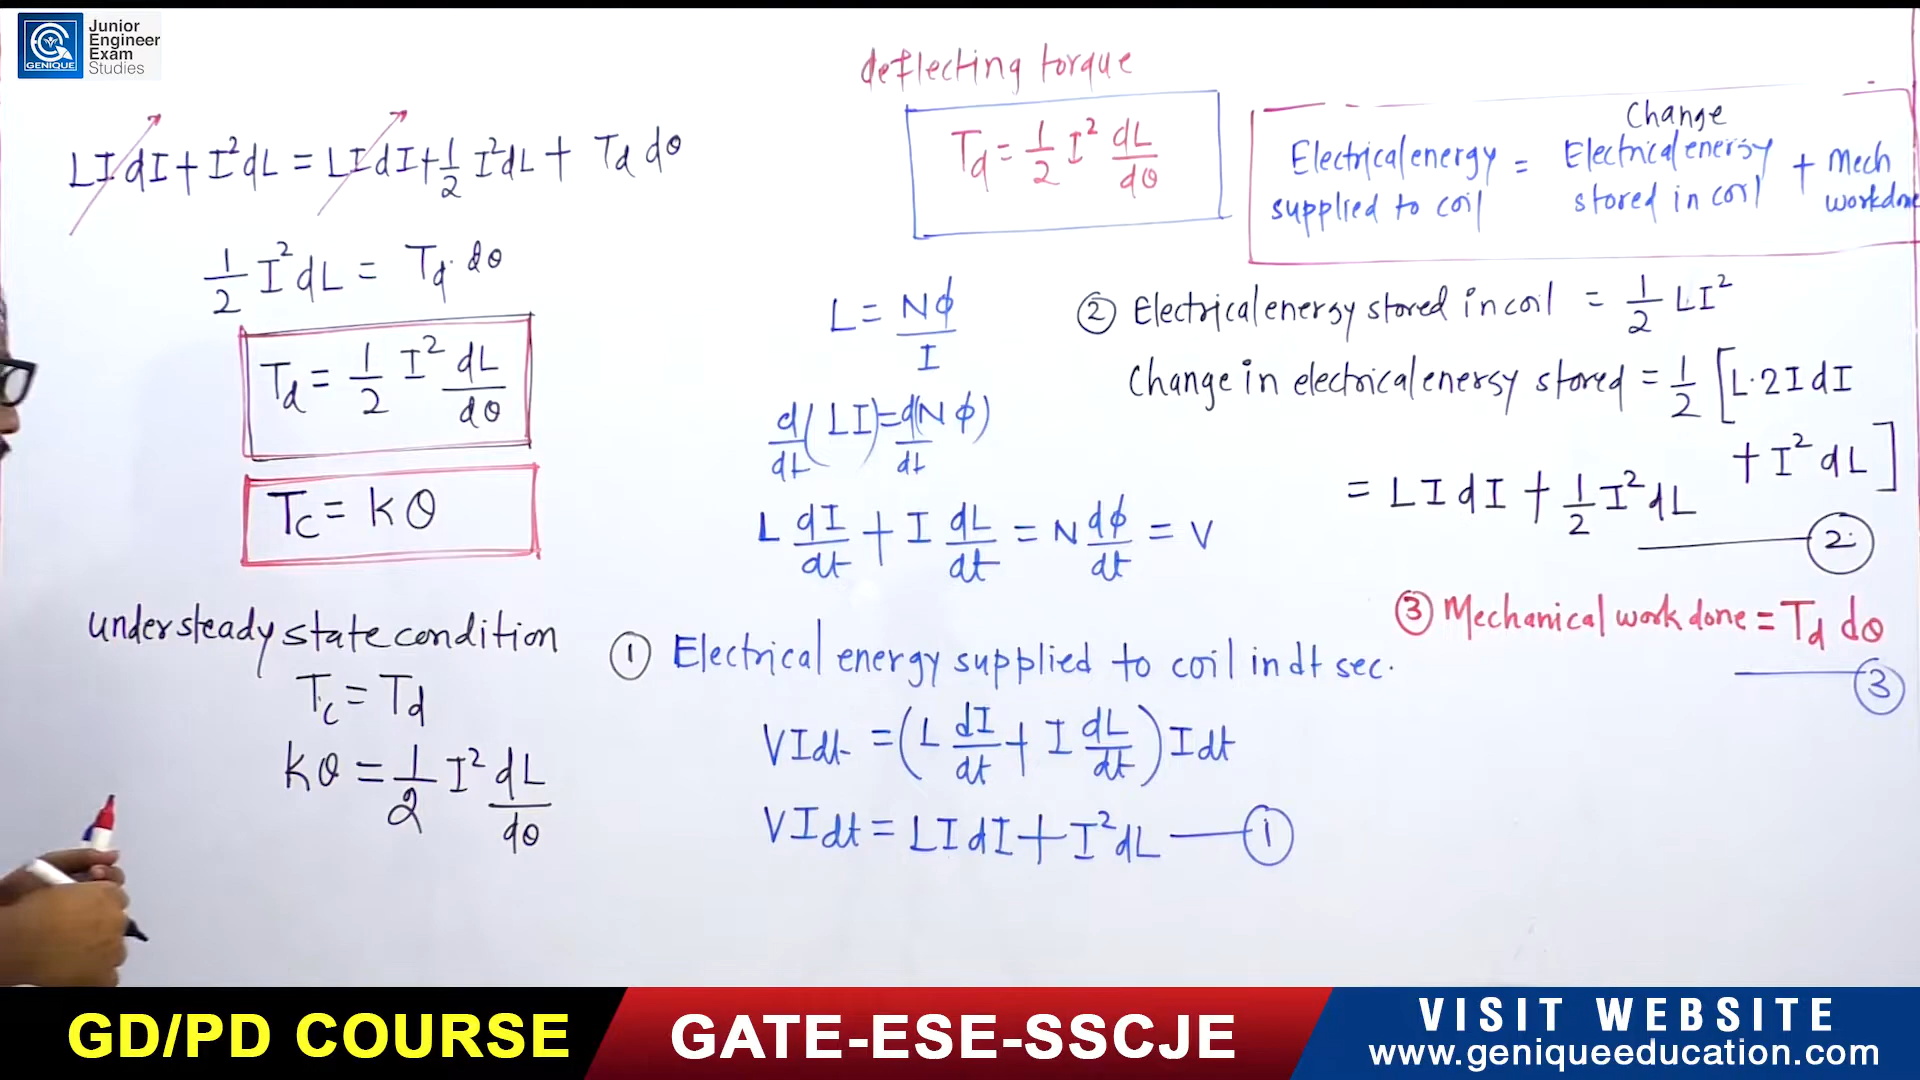 GENIQUE
Junior
Engineer
Exam
Studies
deflecting torque
LIdI + I²dL = LIdI + 1/2 I²dL + Td dθ
1/2 I²dL = Td. dθ
Td = 1/2 I² dL/dθ
Tc = kθ
under steady state condition
Tc = Td
kθ = 1/2 I² dL/dθ
Td = 1/2 I² dL/dθ
L = Nϕ/I
d/dt (LI) = d/dt (Nϕ)
L dI/dt + I dL/dt = N dϕ/dt = V
① Electrical energy supplied to coil in dt sec.
VIdt = (L dI/dt + I dL/dt) Idt
VIdt = LIdI + I²dL — ①
Change
Electrical energy = Electrical energy + Mech
supplied to coil stored in coil workdone
② Electrical energy stored in coil = 1/2 LI²
Change in electrical energy stored = 1/2 [L·2IdI
+ I²dL]
= LIdI + 1/2 I²dL
— ②
③ Mechanical work done = Td dθ
— ③
GD/PD COURSE
GATE-ESE-SSCJE
VISIT WEBSITE
www.geniqueeducation.com